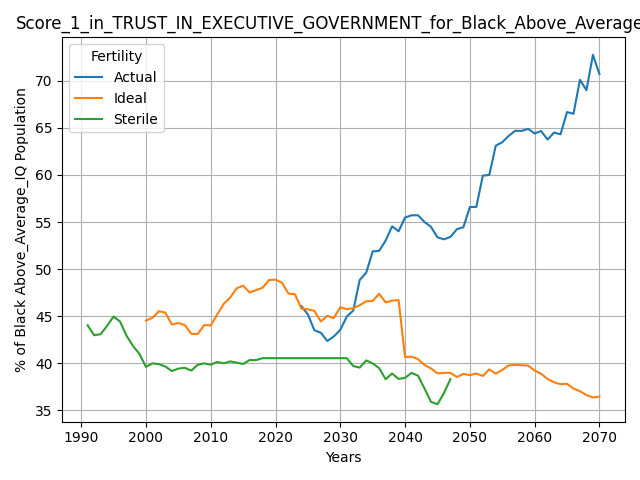 Score_1_in_TRUST_IN_EXECUTIVE_GOVERNMENT_for_Black_Above_Average
Fertility
Actual
Ideal
Sterile
% of Black Above_Average_IQ Population
70
65
60
55
50
45
40
35
1990 2000 2010 2020 2030 2040 2050 2060 2070
Years